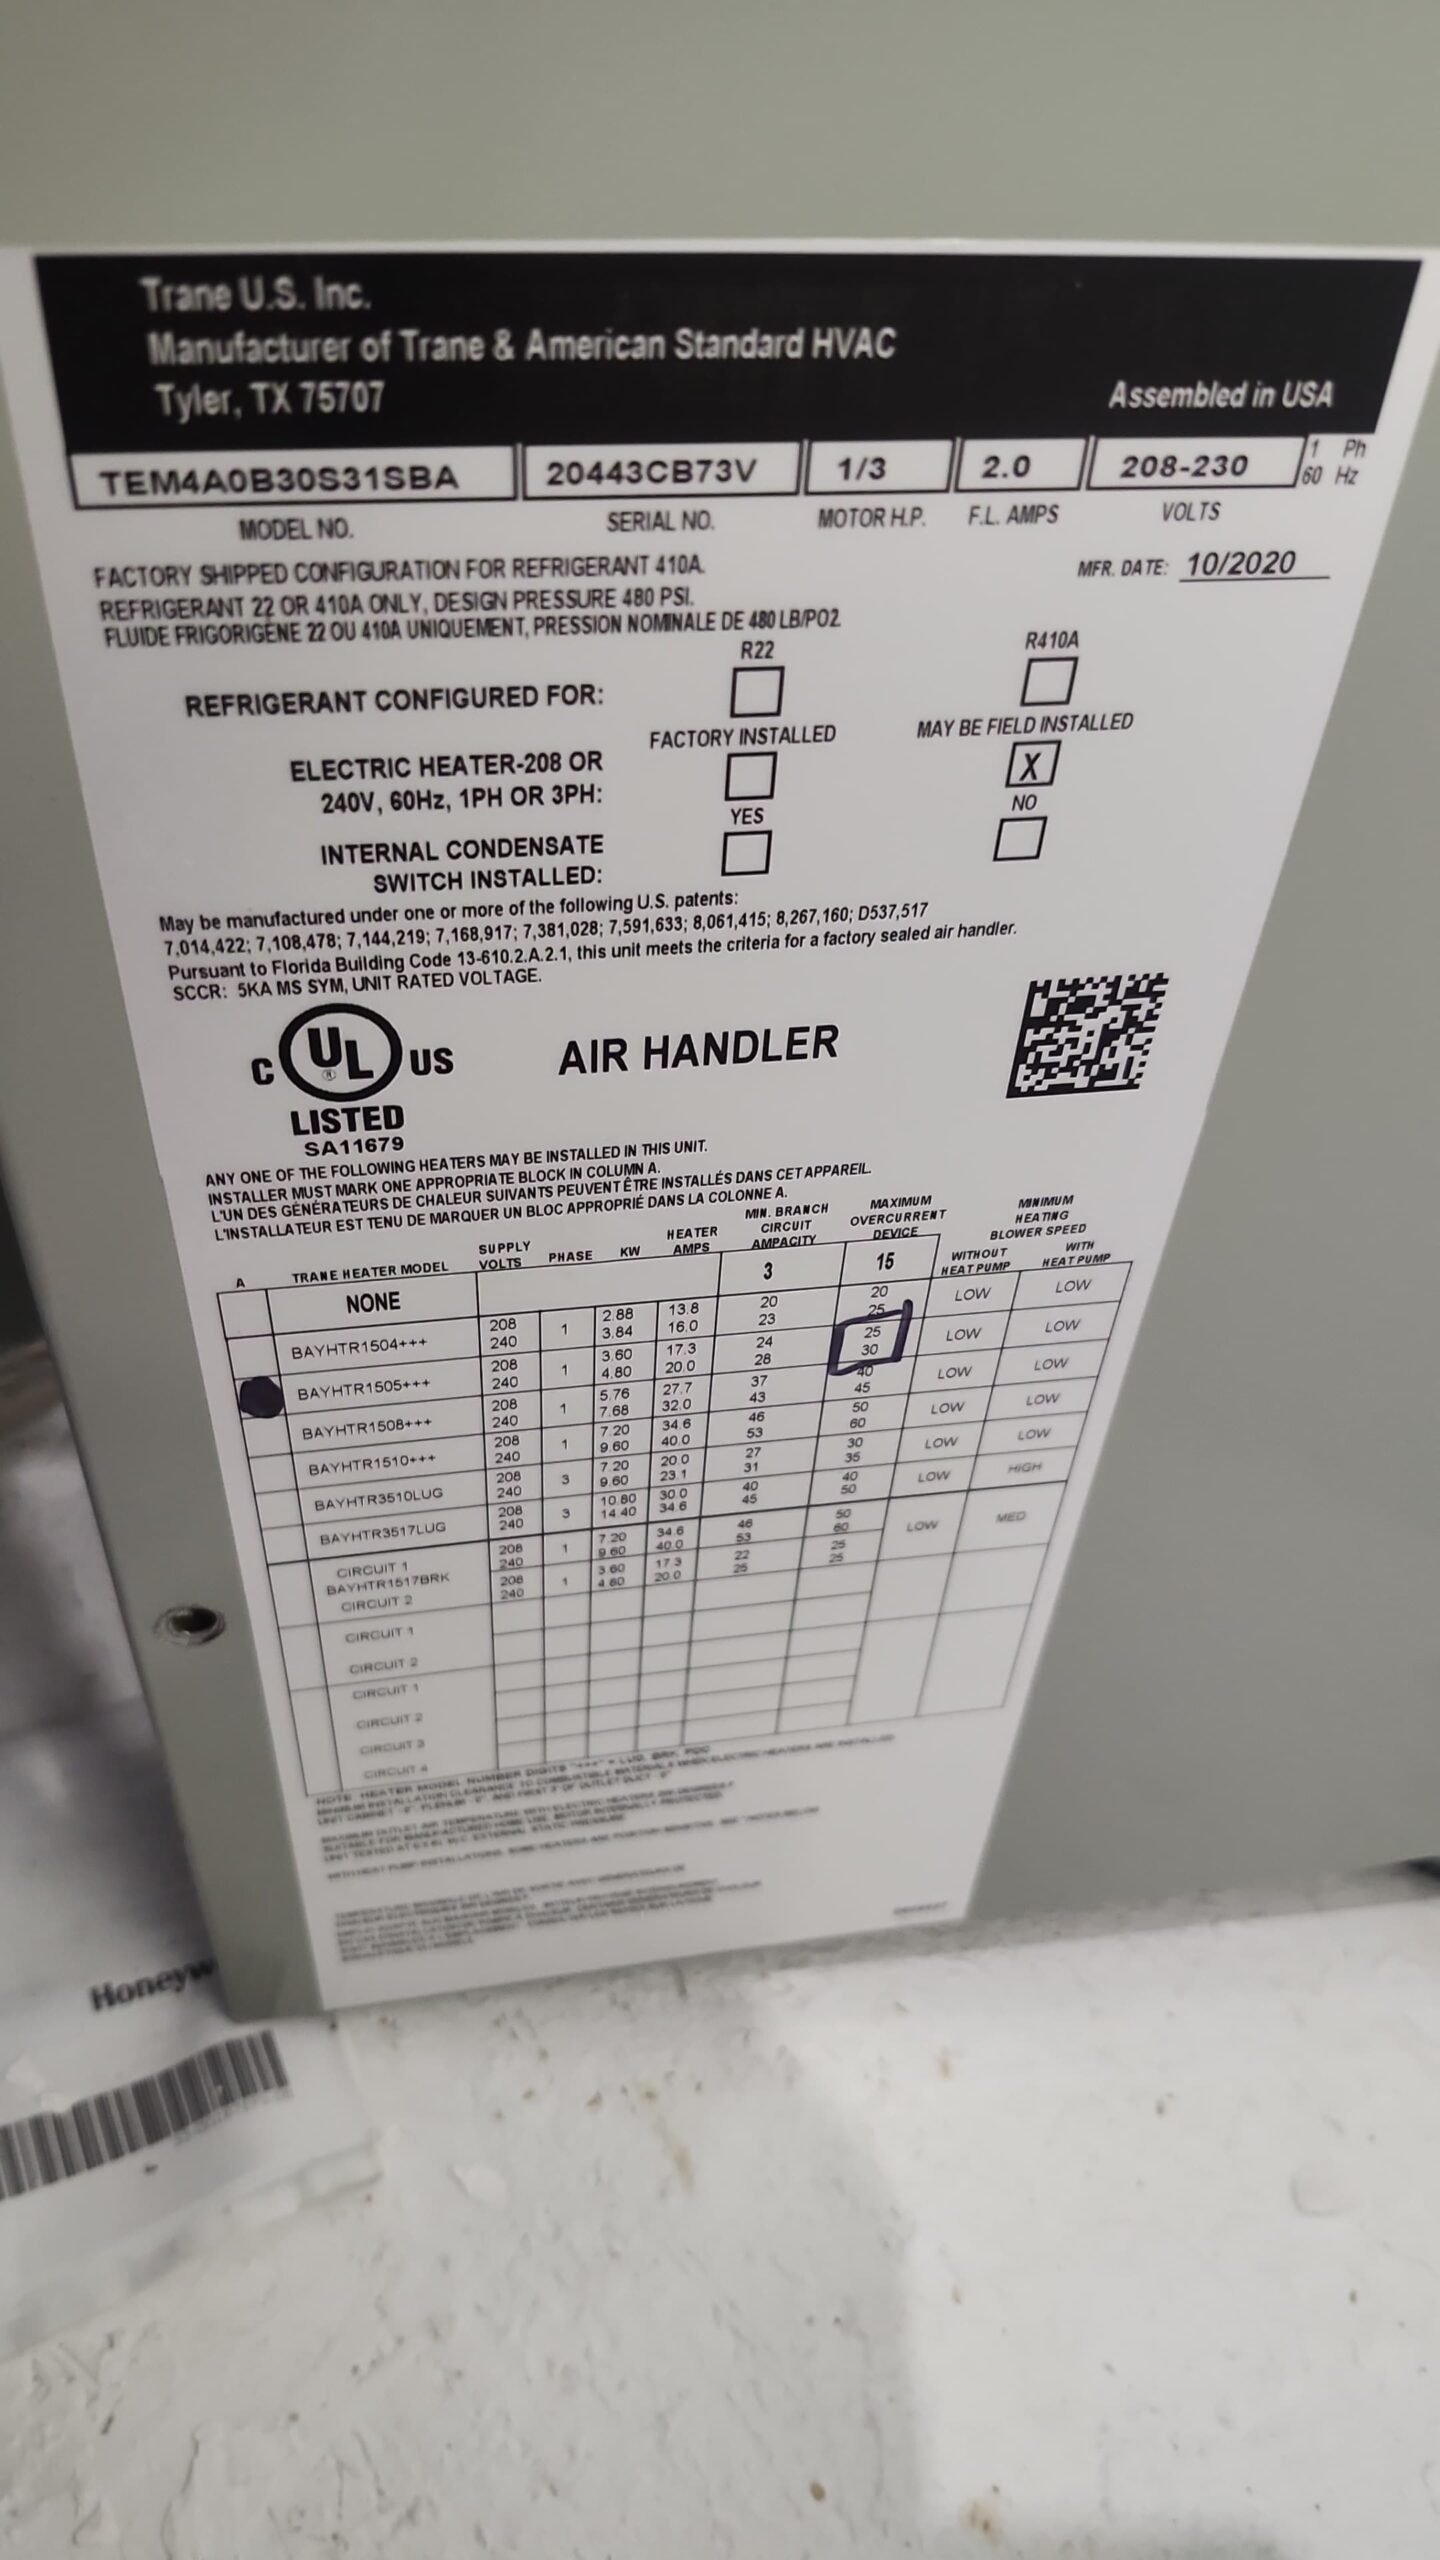 Trane U.S. Inc.
Manufacturer of Trane & American Standard HVAC
Tyler, TX 75707
Assembled in USA
TEM4A0B30S31SBA 20443CB73V 1/3 2.0 208-230 1 Ph
60 Hz
MODEL NO. SERIAL NO. MOTOR H.P. F.L. AMPS VOLTS
FACTORY SHIPPED CONFIGURATION FOR REFRIGERANT 410A.
MFR. DATE: 10/2020
REFRIGERANT 22 OR 410A ONLY, DESIGN PRESSURE 480 PSI.
FLUIDE FRIGORIGÈNE 22 OU 410A UNIQUEMENT, PRESSION NOMINALE DE 480 LB/PO2
R22 R410A
REFRIGERANT CONFIGURED FOR:
FACTORY INSTALLED MAY BE FIELD INSTALLED
ELECTRIC HEATER-208 OR
240V, 60Hz, 1PH OR 3PH: X
YES NO
INTERNAL CONDENSATE
SWITCH INSTALLED:
May be manufactured under one or more of the following U.S. patents:
7,014,422; 7,108,478; 7,144,219; 7,168,917; 7,381,028; 7,591,633; 8,061,415; 8,267,160; D537,517
Pursuant to Florida Building Code 13-610.2.A.2.1, this unit meets the criteria for a factory sealed air handler.
SCCR: 5KA MS SYM, UNIT RATED VOLTAGE.
C UL ® US
LISTED
SA11679
AIR HANDLER
ANY ONE OF THE FOLLOWING HEATERS MAY BE INSTALLED IN THIS UNIT.
INSTALLER MUST MARK ONE APPROPRIATE BLOCK IN COLUMN A.
L'UN DES GÉNÉRATEURS DE CHALEUR SUIVANTS PEUVENT ÊTRE INSTALLÉS DANS CET APPAREIL.
L'INSTALLATEUR EST TENU DE MARQUER UN BLOC APPROPRIÉ DANS LA COLONNE A.
A TRANE HEATER MODEL SUPPLY VOLTS PHASE KW HEATER AMPS MIN. BRANCH CIRCUIT AMPACITY MAXIMUM OVERCURRENT DEVICE MINIMUM HEATING BLOWER SPEED
WITHOUT HEAT PUMP WITH HEAT PUMP
NONE 3 15
BAYHTR1504+++ 208 240 1 2.88 3.84 13.8 16.0 20 23 20 25 LOW LOW
BAYHTR1505+++ 208 240 1 3.60 4.80 17.3 20.0 24 28 25 30 LOW LOW
BAYHTR1508+++ 208 240 1 5.76 7.68 27.7 32.0 37 43 40 45 LOW LOW
BAYHTR1510+++ 208 240 1 7.20 9.60 34.6 40.0 46 53 50 60 LOW LOW
BAYHTR3510LUG 208 240 3 7.20 9.60 20.0 23.1 27 31 30 35 LOW LOW
BAYHTR3517LUG 208 240 3 10.80 14.40 30.0 34.6 40 45 40 50 LOW HIGH
CIRCUIT 1 208 240 1 7.20 9.60 34.6 40.0 46 53 50 60 LOW MED
BAYHTR1517BRK
CIRCUIT 2 208 240 1 3.60 4.80 17.3 20.0 22 25 25 25
CIRCUIT 1
CIRCUIT 2
CIRCUIT 1
CIRCUIT 2
CIRCUIT 3
CIRCUIT 4
Honeyw